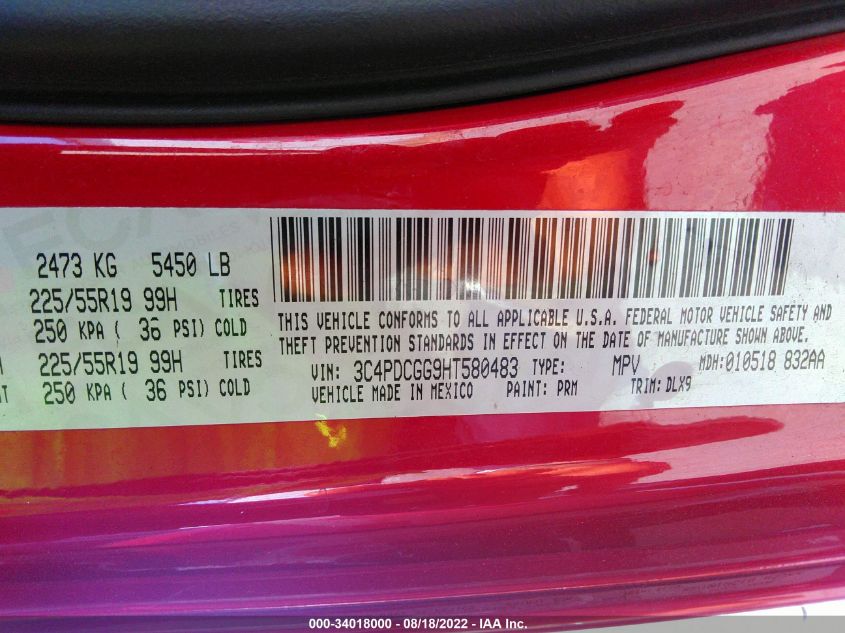 2473 KG 5450 LB
225/55R19 99H TIRES
250 KPA ( 36 PSI) COLD
225/55R19 99H TIRES
250 KPA ( 36 PSI) COLD
THIS VEHICLE CONFORMS TO ALL APPLICABLE U.S.A. FEDERAL MOTOR VEHICLE SAFETY AND
THEFT PREVENTION STANDARDS IN EFFECT ON THE DATE OF MANUFACTURE SHOWN ABOVE.
VIN: 3C4PDCGG9HT580483 TYPE: MPV MDH:010518 832AA
VEHICLE MADE IN MEXICO PAINT: PRM TRIM: DLX9
000-34018000 - 08/18/2022 - IAA Inc.